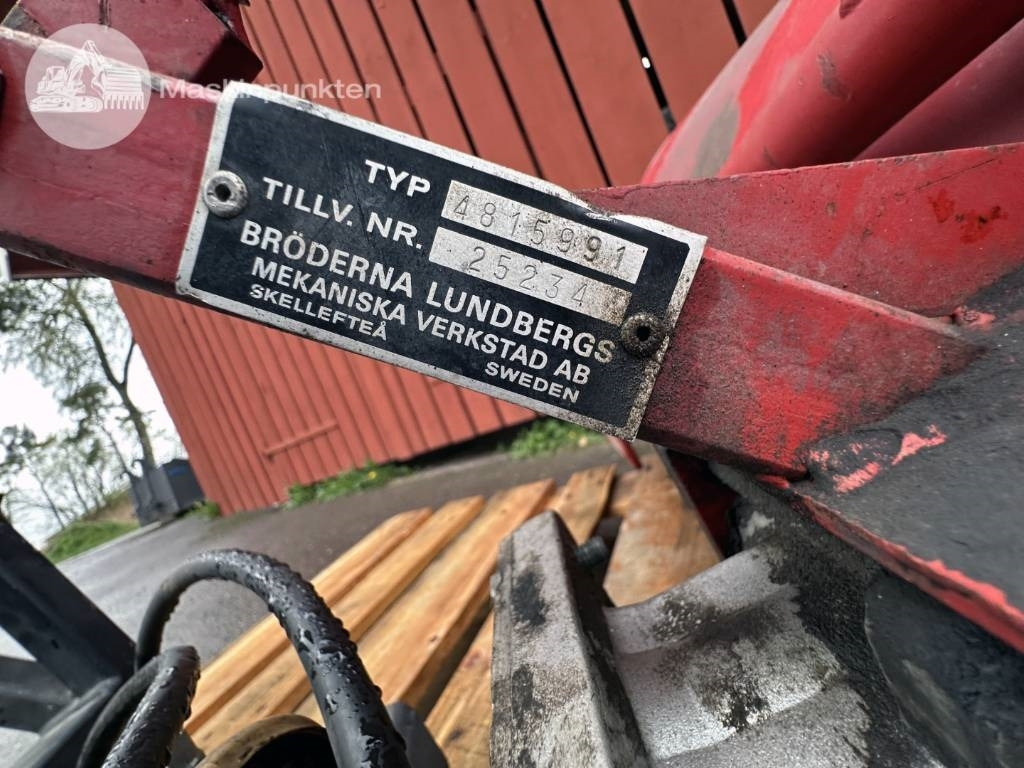 Maskinpunkten
TYP 4815991
TILLV. NR. 25234
BRÖDERNA LUNDBERGS
MEKANISKA VERKSTAD AB
SKELLEFTEÅ SWEDEN